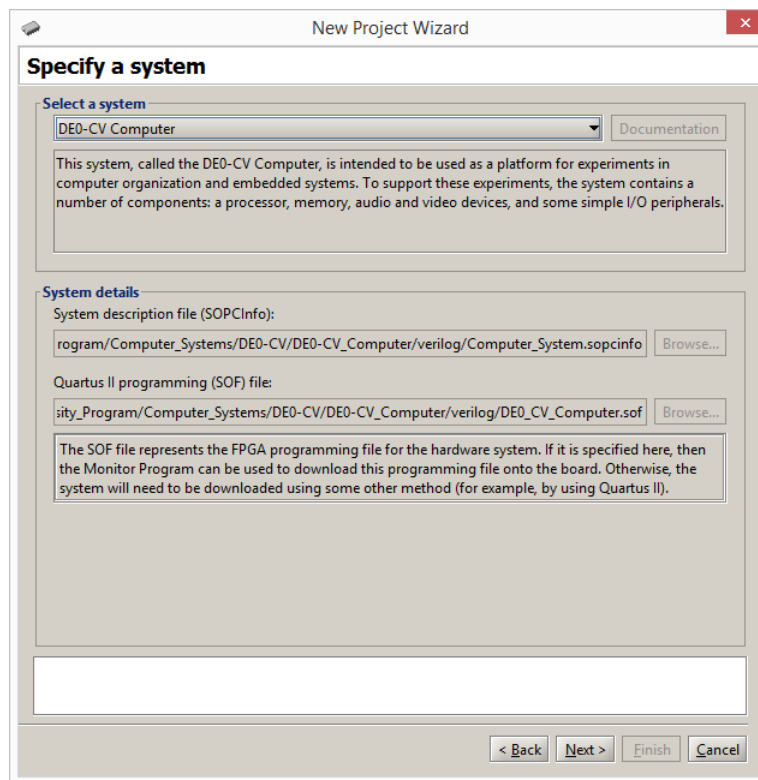 New Project Wizard
Specify a system
Select a system
DE0-CV Computer
Documentation
This system, called the DE0-CV Computer, is intended to be used as a platform for experiments in
computer organization and embedded systems. To support these experiments, the system contains a
number of components: a processor, memory, audio and video devices, and some simple I/O peripherals.
System details
System description file (SOPCInfo):
rogram/Computer_Systems/DE0-CV/DE0-CV_Computer/verilog/Computer_System.sopcinfo
Browse...
Quartus II programming (SOF) file:
sity_Program/Computer_Systems/DE0-CV/DE0-CV_Computer/verilog/DE0_CV_Computer.sof
Browse...
The SOF file represents the FPGA programming file for the hardware system. If it is specified here, then
the Monitor Program can be used to download this programming file onto the board. Otherwise, the
system will need to be downloaded using some other method (for example, by using Quartus II).
< Back
Next >
Finish
Cancel